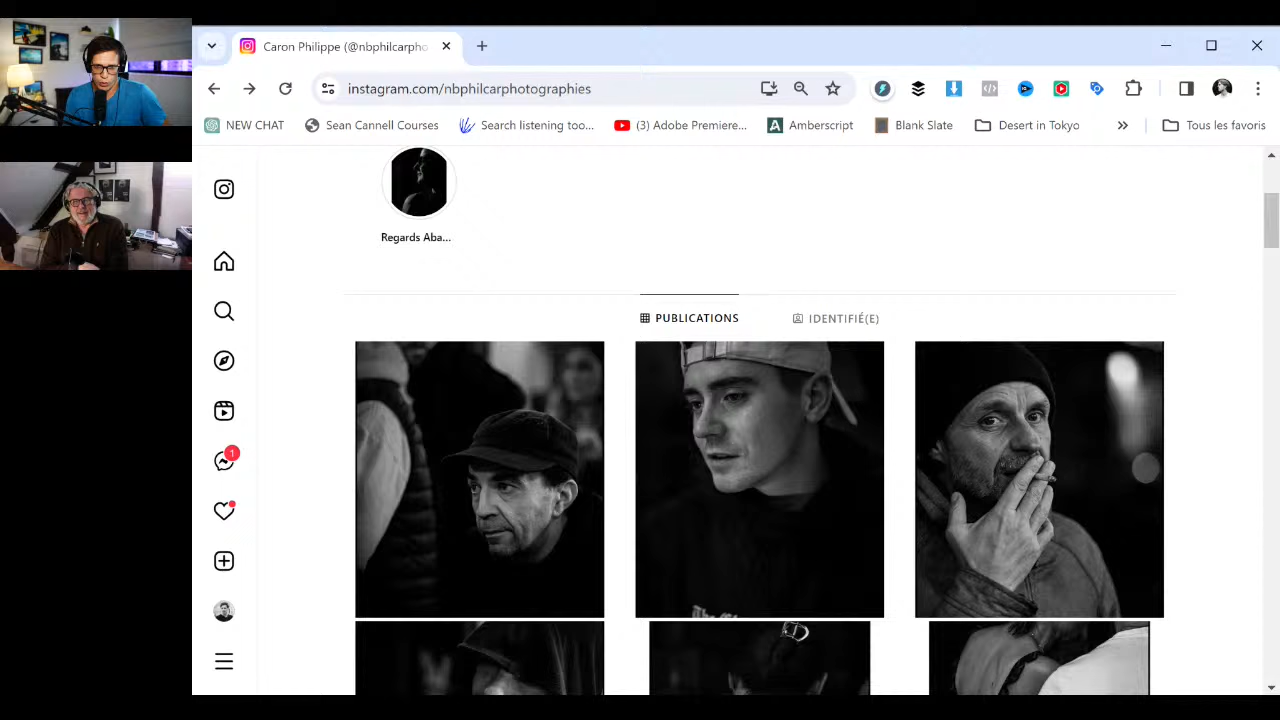 Caron Philippe (@nbphilcarpho
instagram.com/nbphilcarphotographies
NEW CHAT
Sean Cannell Courses
Search listening too...
(3) Adobe Premiere...
Amberscript
Blank Slate
Desert in Tokyo
Tous les favoris
Regards Aba...
PUBLICATIONS
IDENTIFIÉ(E)
1